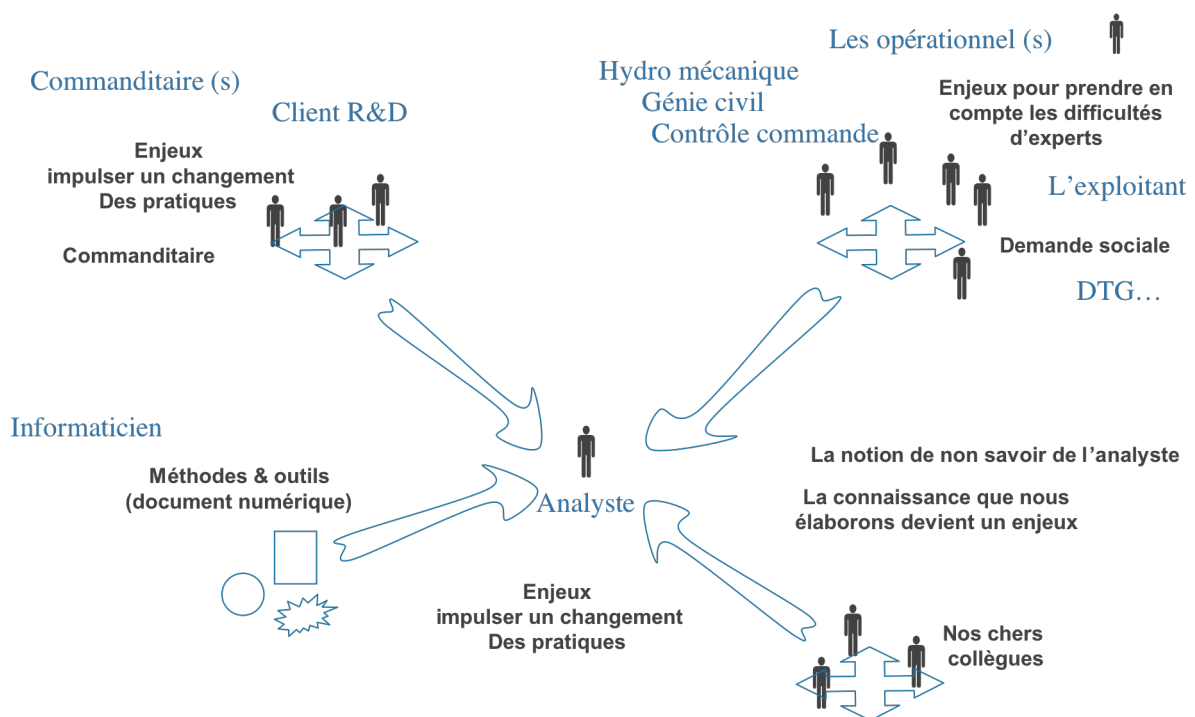 Commanditaire (s)
Client R&D
Enjeux
impulser un changement
Des pratiques
Commanditaire
Les opérationnel (s)
Hydro mécanique
Génie civil
Contrôle commande
Enjeux pour prendre en
compte les difficultés
d’experts
L’exploitant
Demande sociale
DTG…
Informaticien
Méthodes & outils
(document numérique)
Analyste
La notion de non savoir de l’analyste
La connaissance que nous
élaborons devient un enjeux
Enjeux
impulser un changement
Des pratiques
Nos chers
collègues